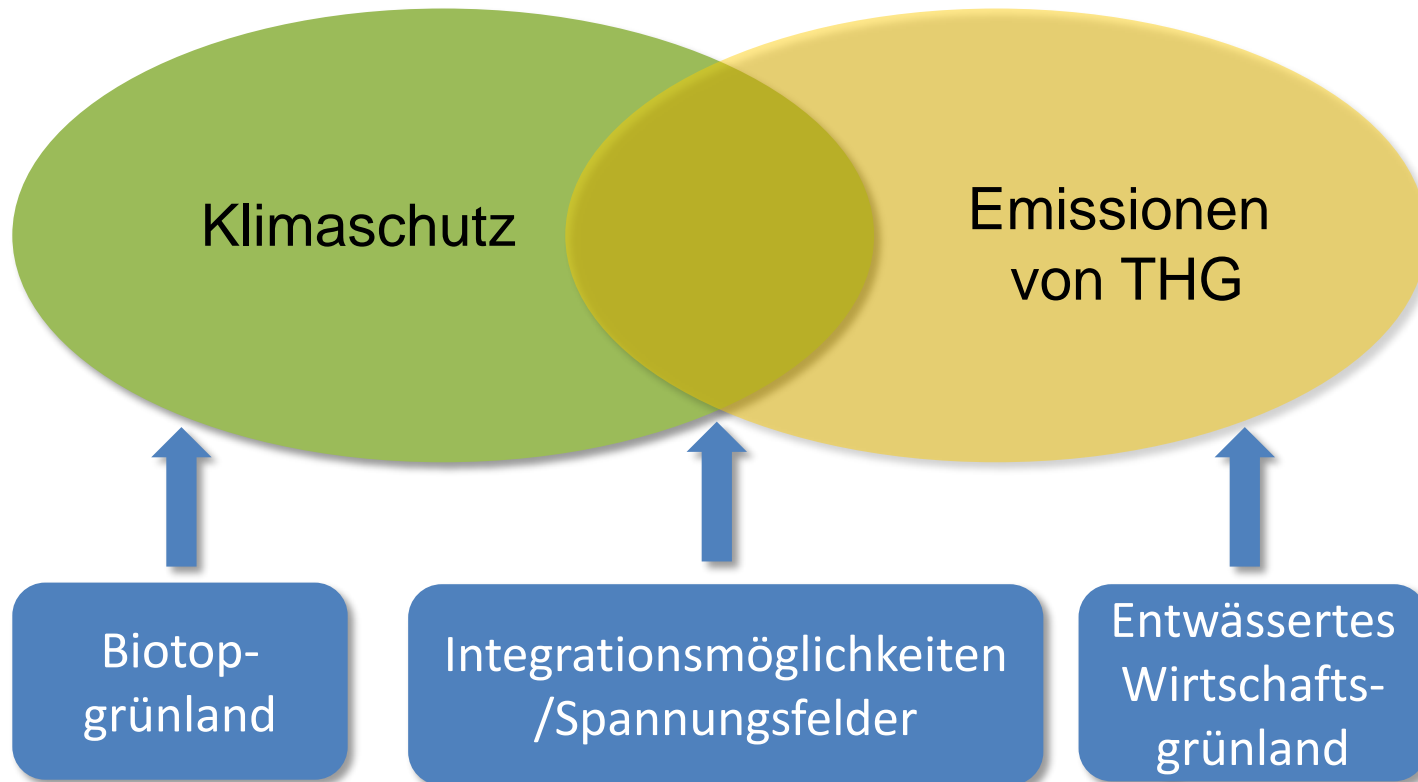 Klimaschutz
Emissionen
von THG
Biotop-
grünland
Integrationsmöglichkeiten
/Spannungsfelder
Entwässertes
Wirtschafts-
grünland